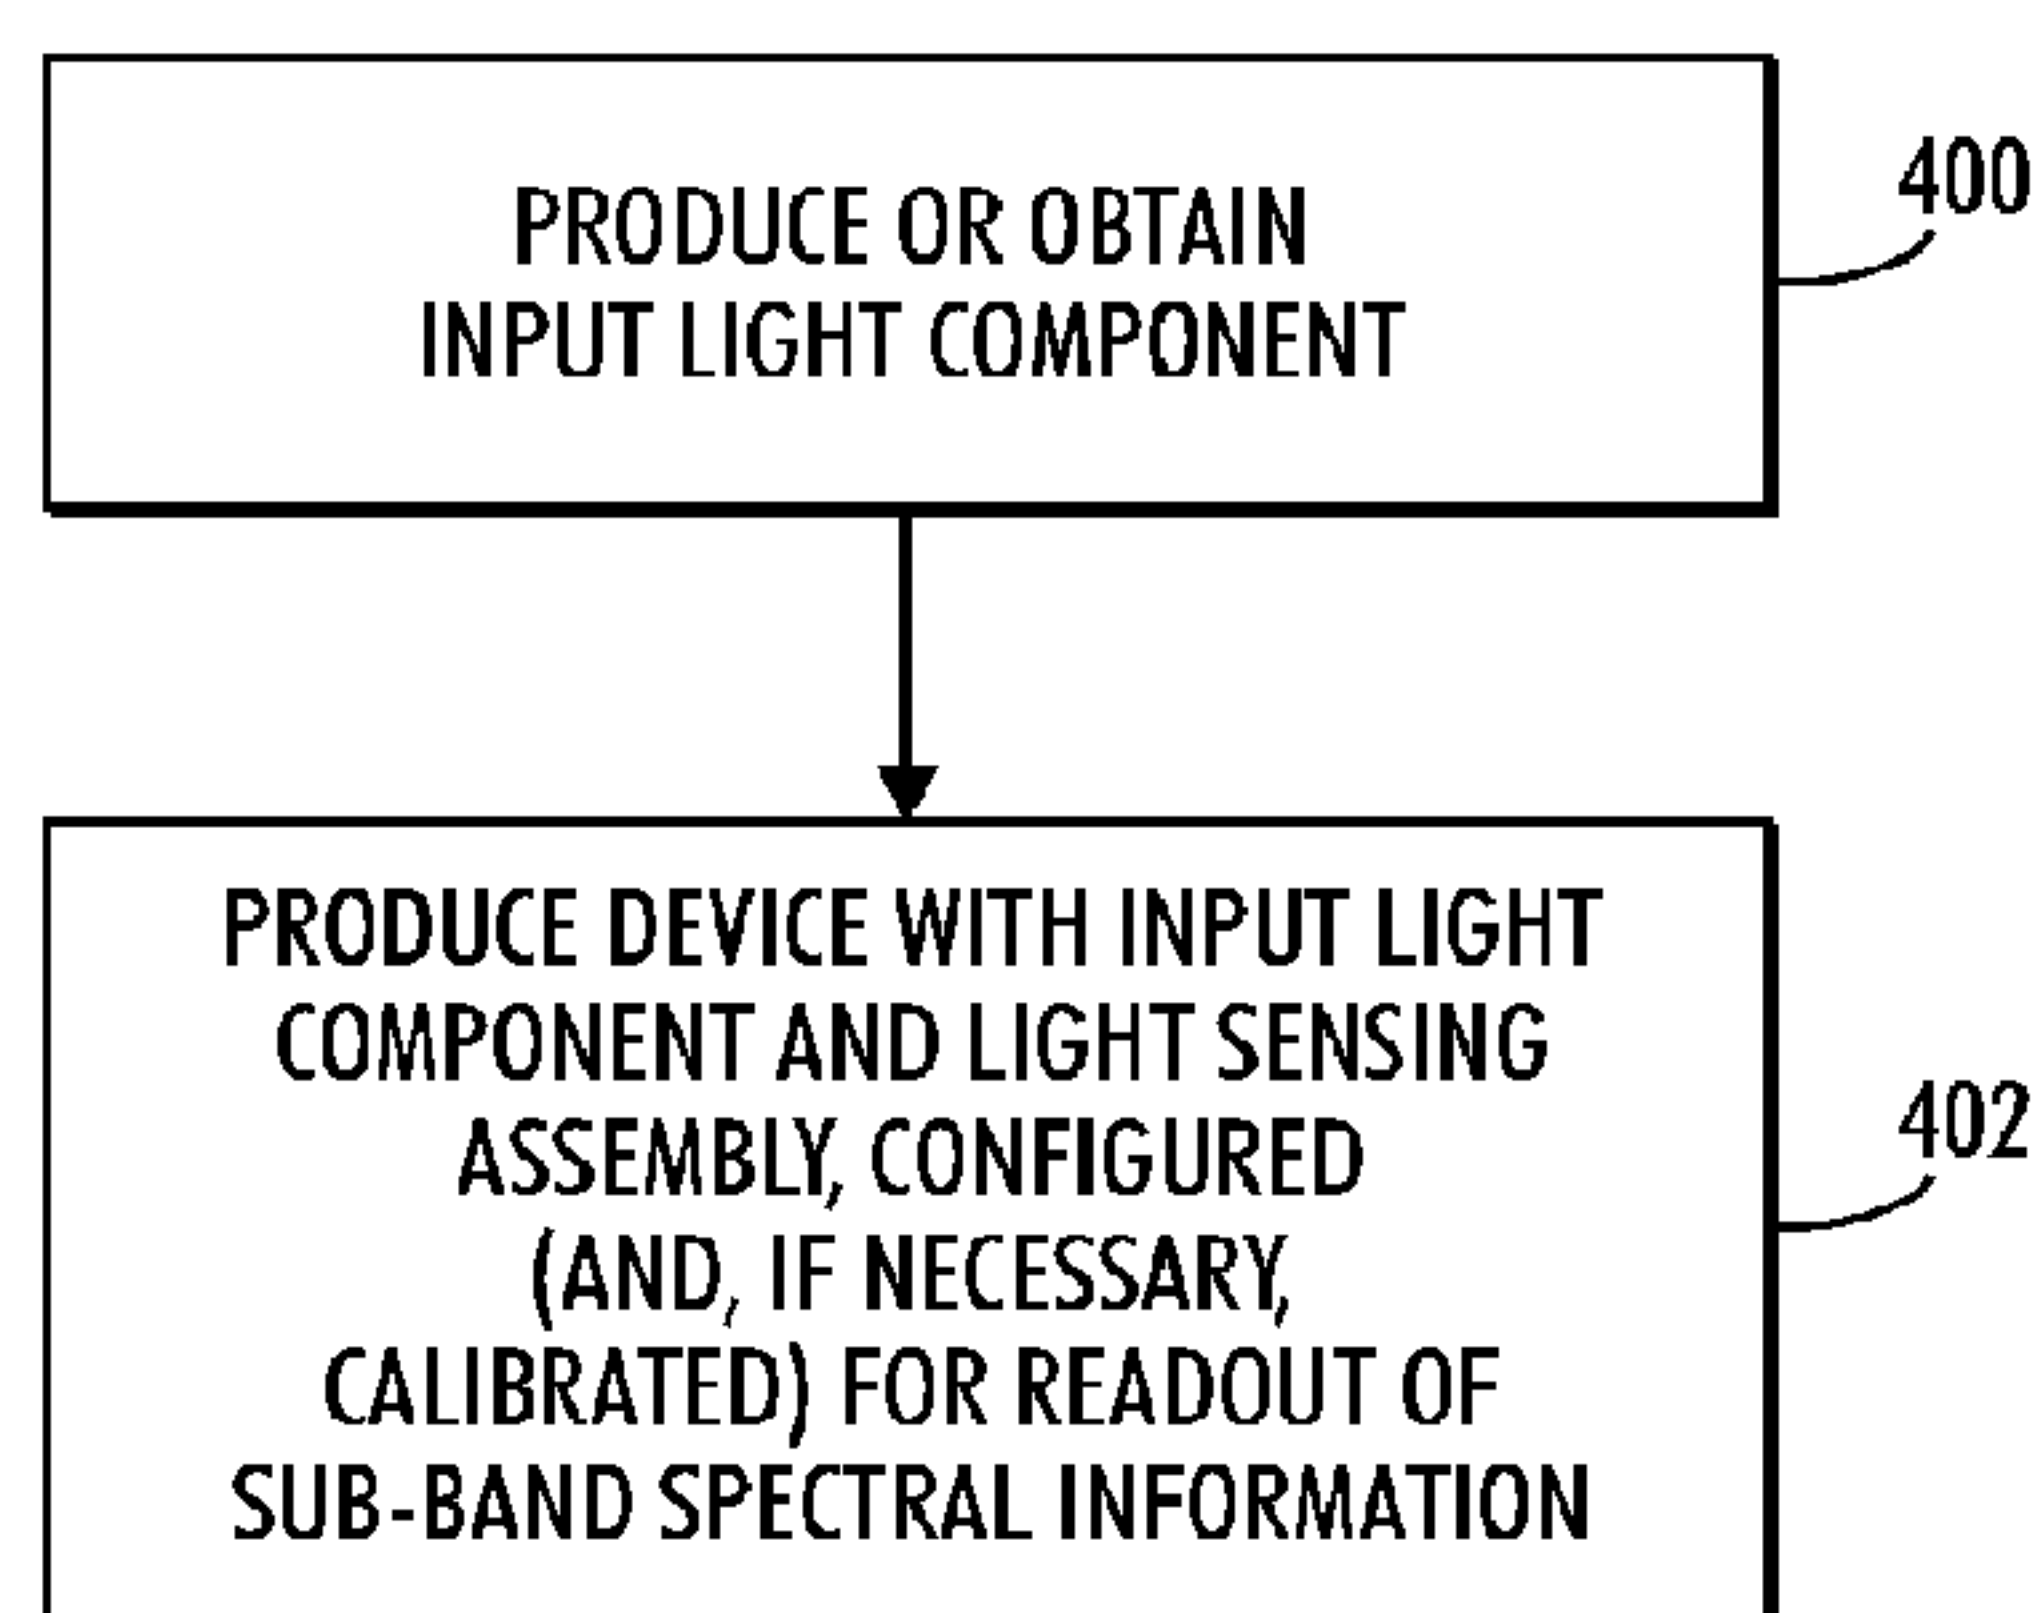 PRODUCE OR OBTAIN
INPUT LIGHT COMPONENT
400
PRODUCE DEVICE WITH INPUT LIGHT
COMPONENT AND LIGHT SENSING
ASSEMBLY, CONFIGURED
(AND, IF NECESSARY,
CALIBRATED) FOR READOUT OF
SUB-BAND SPECTRAL INFORMATION
402